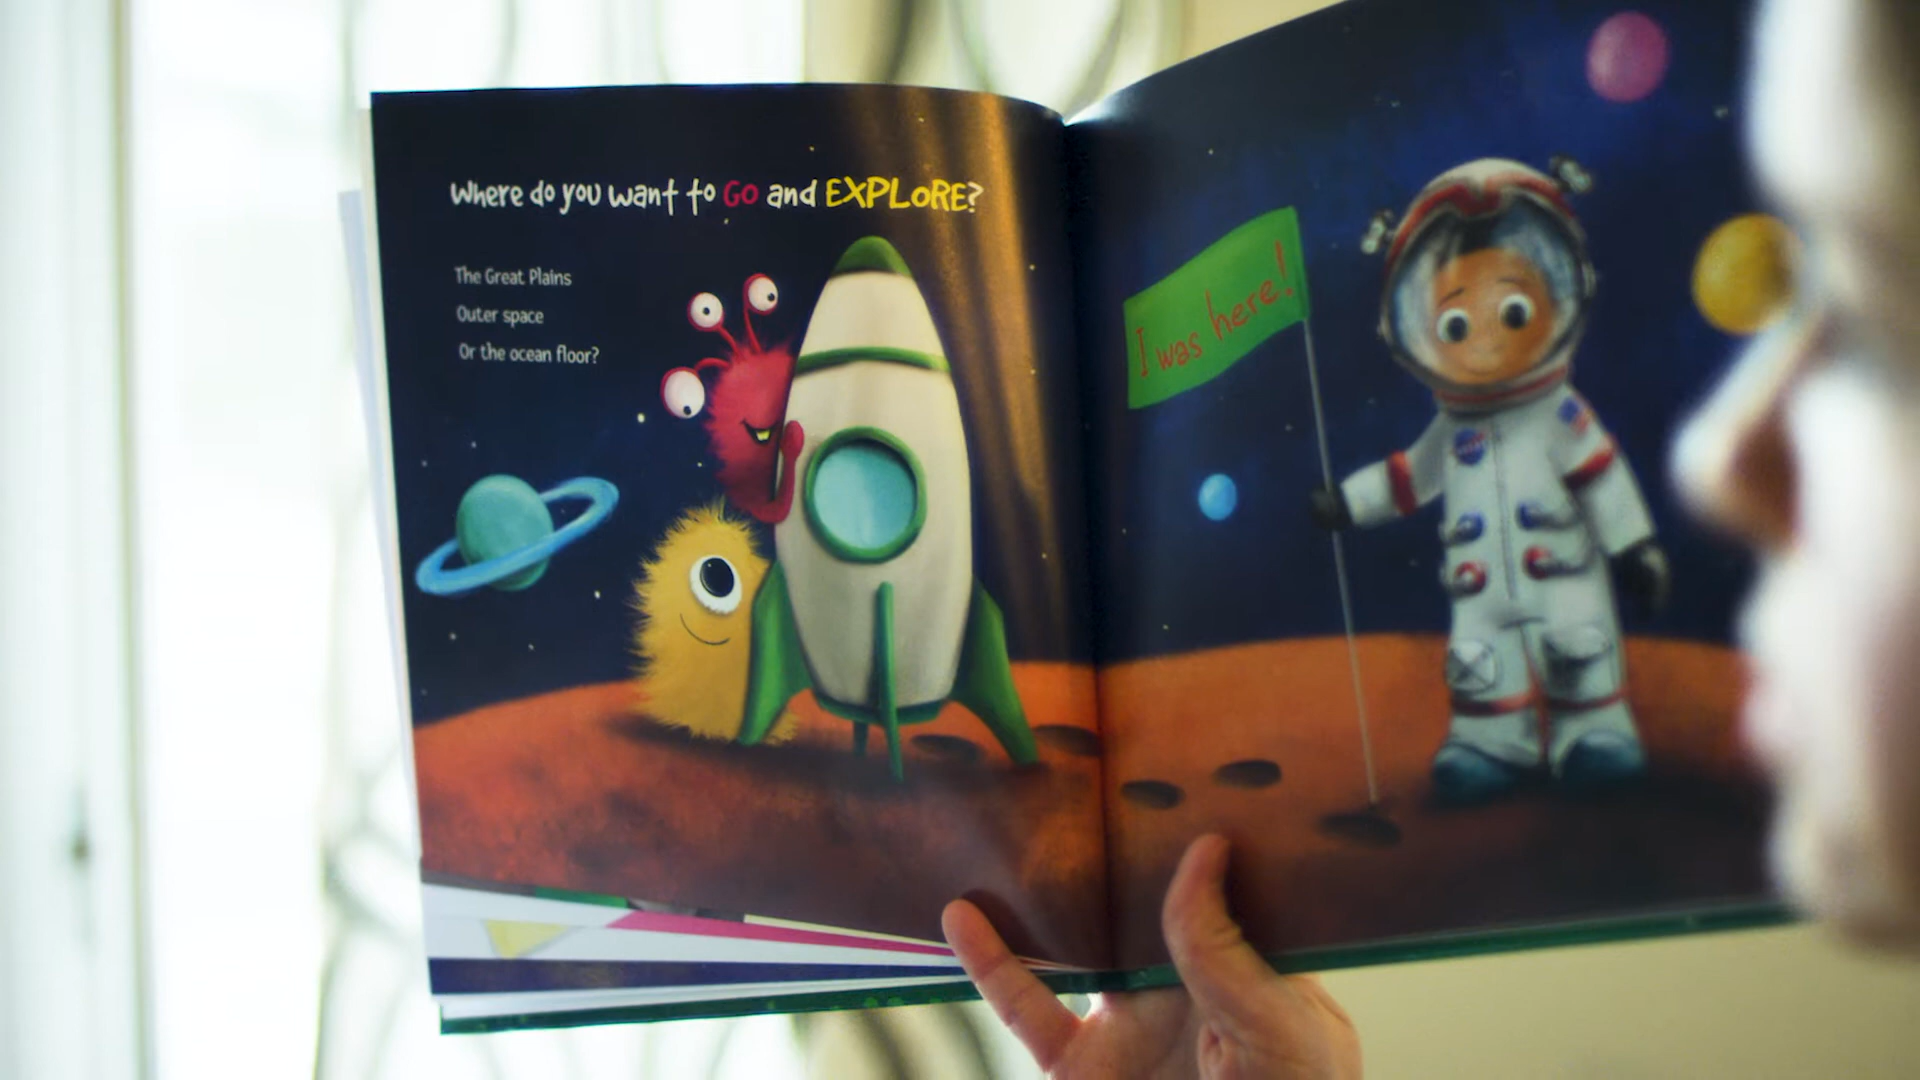 Where do you want to GO and EXPLORE?
The Great Plains
Outer space
Or the ocean floor?
I was here!
NASA